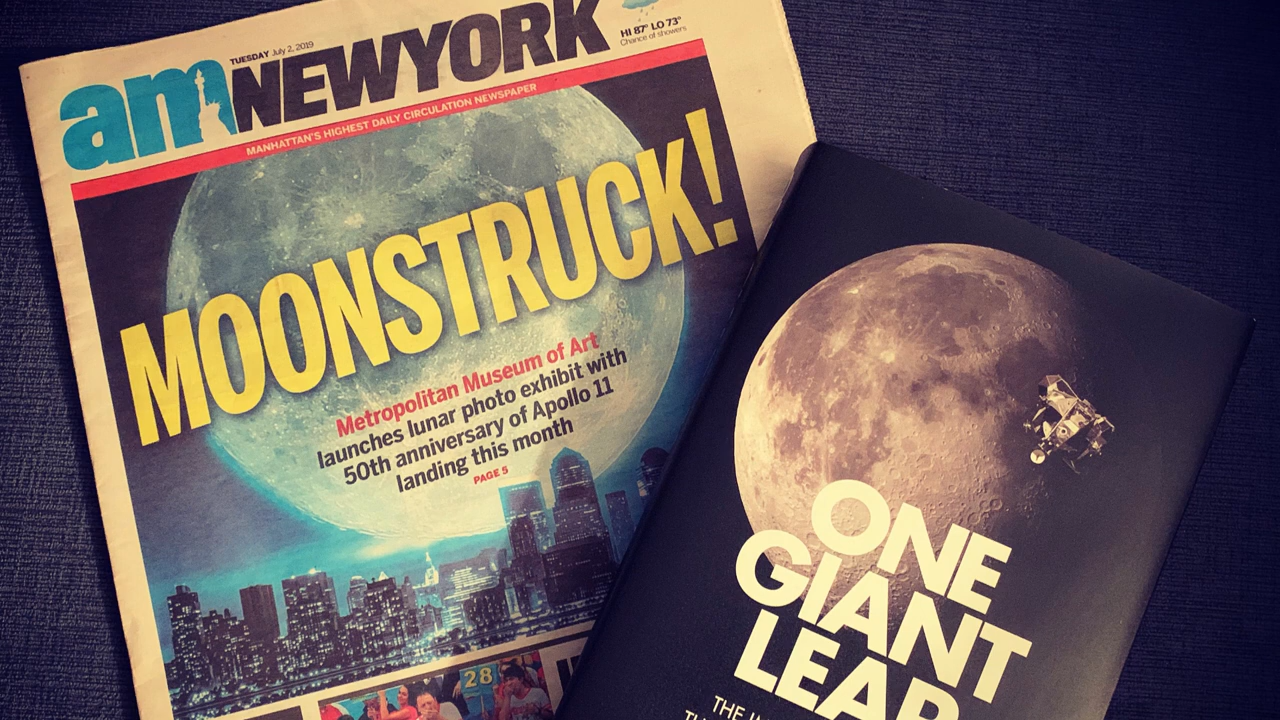 TUESDAY July 2, 2019
amNEWYORK
HI 87° LO 73°
Chance of showers
MANHATTAN'S HIGHEST DAILY CIRCULATION NEWSPAPER
MOONSTRUCK!
Metropolitan Museum of Art
launches lunar photo exhibit with
50th anniversary of Apollo 11
landing this month
PAGE 5
28
ONE
GIANT
LEAP
THE